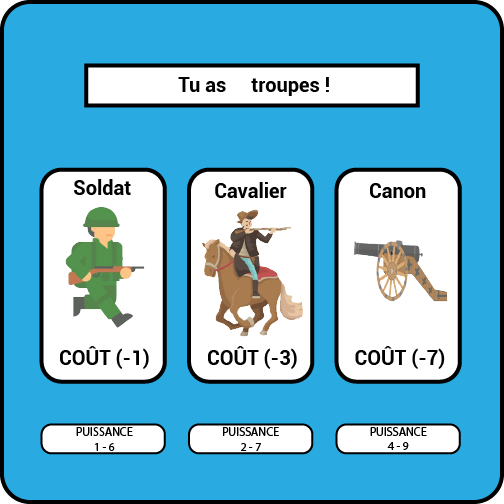 Tu as troupes !
Soldat
Cavalier
Canon
COÛT (-1)
COÛT (-3)
COÛT (-7)
PUISSANCE
1 - 6
PUISSANCE
2 - 7
PUISSANCE
4 - 9